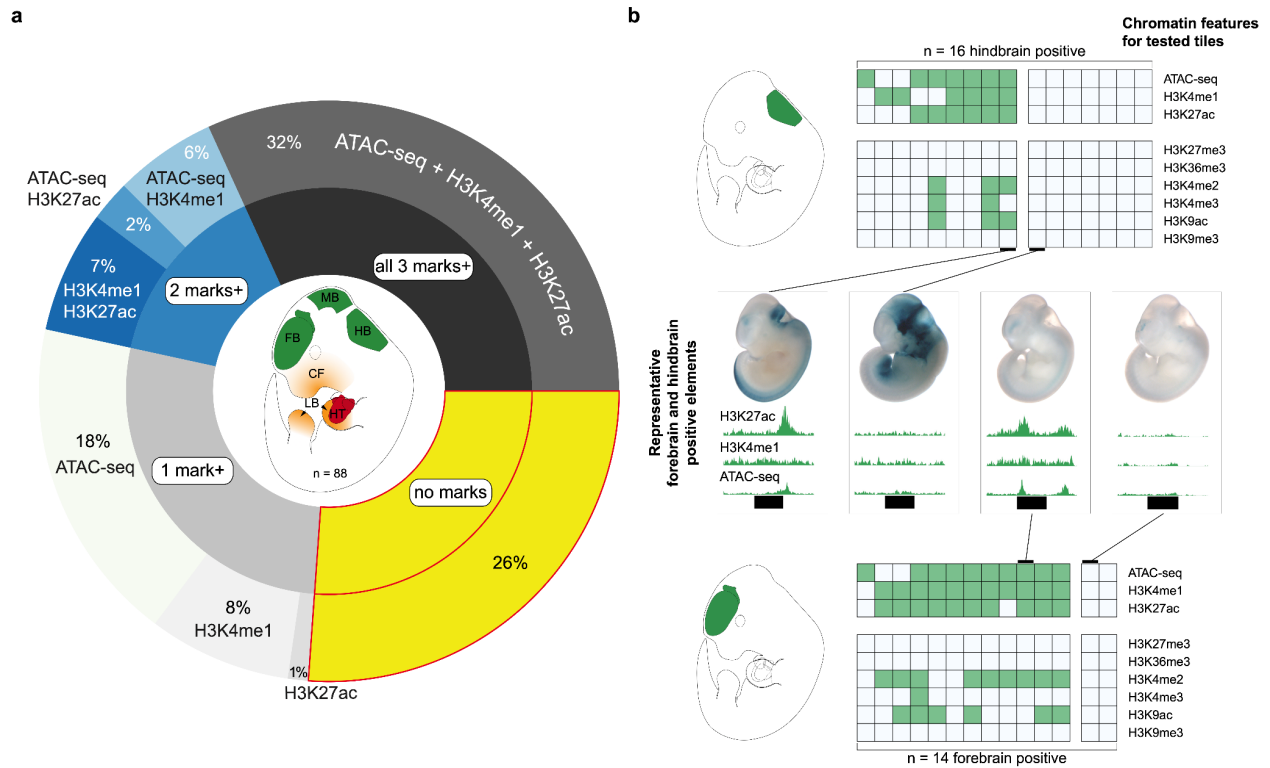 a
32%
ATAC-seq + H3K4me1 + H3K27ac
6%
ATAC-seq
H3K4me1
ATAC-seq
H3K27ac
2%
7%
H3K4me1
H3K27ac
2 marks+
all 3 marks+
MB
FB
HB
CF
LB
HT
n = 88
18%
ATAC-seq
1 mark+
no marks
26%
8%
H3K4me1
1%
H3K27ac
b
Chromatin features
for tested tiles
n = 16 hindbrain positive
ATAC-seq
H3K4me1
H3K27ac
H3K27me3
H3K36me3
H3K4me2
H3K4me3
H3K9ac
H3K9me3
Representative
forebrain and hindbrain
positive elements
H3K27ac
H3K4me1
ATAC-seq
ATAC-seq
H3K4me1
H3K27ac
H3K27me3
H3K36me3
H3K4me2
H3K4me3
H3K9ac
H3K9me3
n = 14 forebrain positive